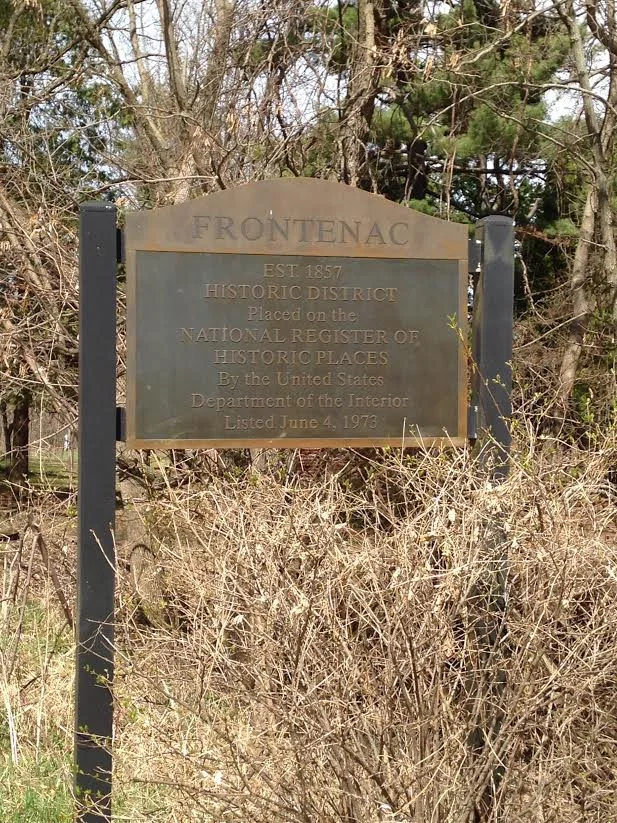 FRONTENAC
EST. 1857
HISTORIC DISTRICT
Placed on the
NATIONAL REGISTER OF
HISTORIC PLACES
By the United States
Department of the Interior
Listed June 4, 1973